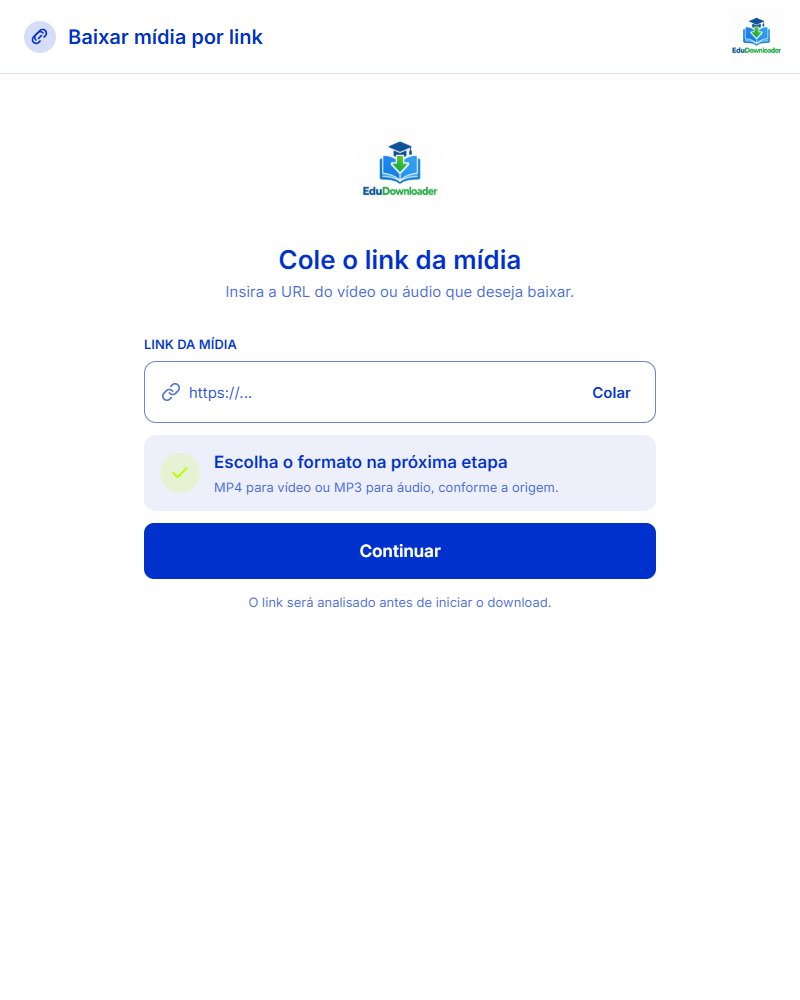 Baixar mídia por link
EduDownloader
EduDownloader
Cole o link da mídia
Insira a URL do vídeo ou áudio que deseja baixar.
LINK DA MÍDIA
https://...
Colar
Escolha o formato na próxima etapa
MP4 para vídeo ou MP3 para áudio, conforme a origem.
Continuar
O link será analisado antes de iniciar o download.